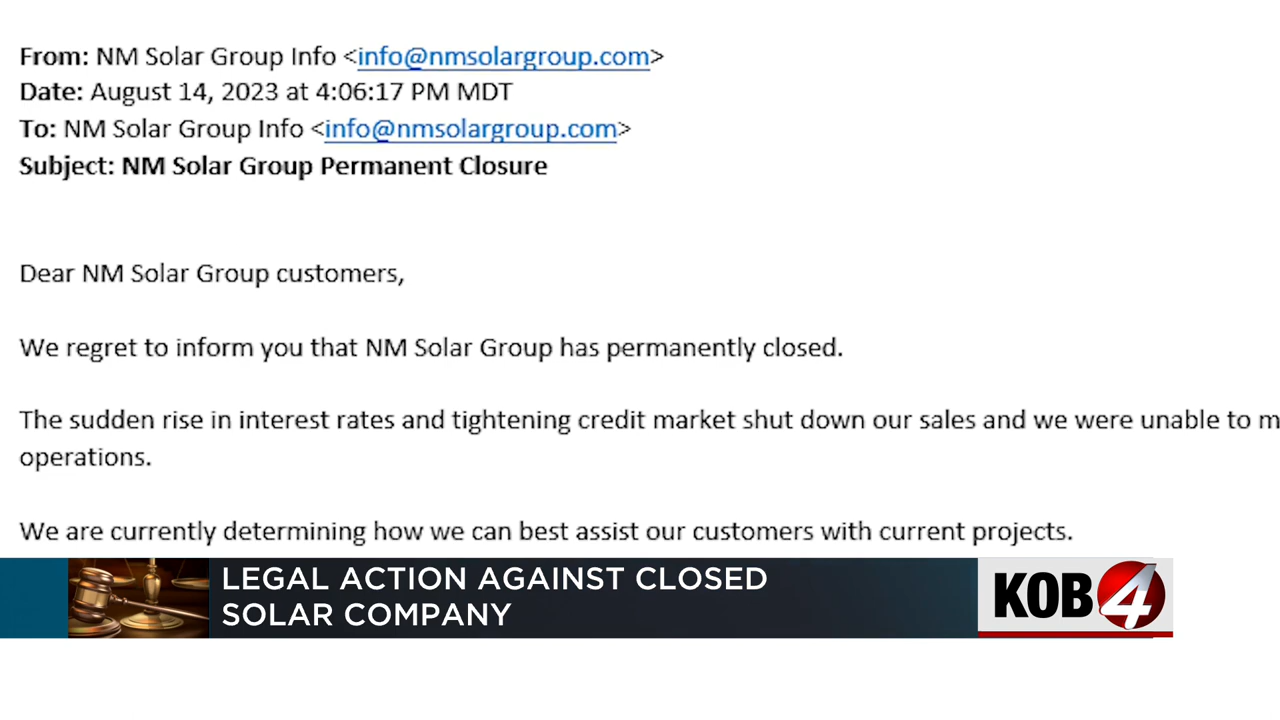 From: NM Solar Group Info <info@nmsolargroup.com>
Date: August 14, 2023 at 4:06:17 PM MDT
To: NM Solar Group Info <info@nmsolargroup.com>
Subject: NM Solar Group Permanent Closure
Dear NM Solar Group customers,
We regret to inform you that NM Solar Group has permanently closed.
The sudden rise in interest rates and tightening credit market shut down our sales and we were unable to m
operations.
We are currently determining how we can best assist our customers with current projects.
LEGAL ACTION AGAINST CLOSED
SOLAR COMPANY
KOB 4